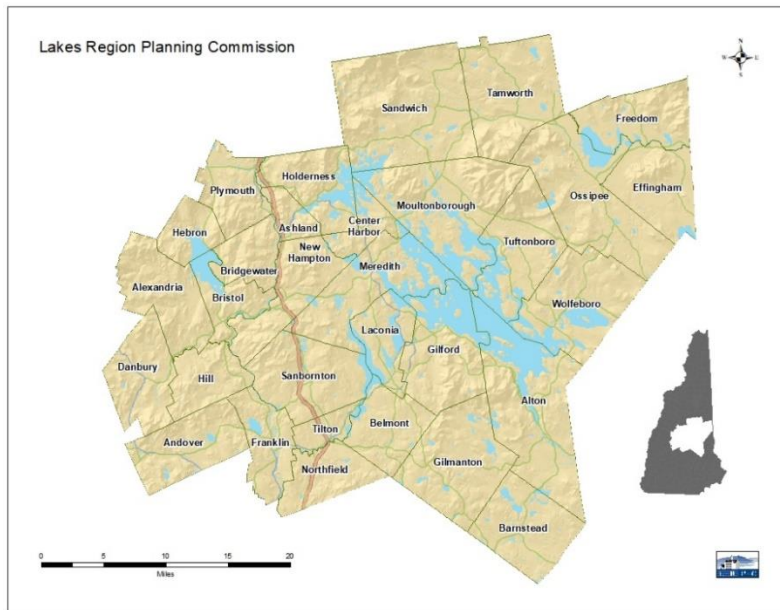 Lakes Region Planning Commission
N
W E
S
Tamworth
Sandwich
Freedom
Holderness
Plymouth
Effingham
Ossipee
Moultonborough
Center
Harbor
Ashland
Hebron
Tuftonboro
New
Hampton
Meredith
Bridgewater
Alexandria
Bristol
Wolfeboro
Laconia
Gilford
Danbury
Hill
Sanbornton
Alton
Belmont
Tilton
Andover
Franklin
Gilmanton
Northfield
Barnstead
0 5 10 15 20
Miles
LRPC